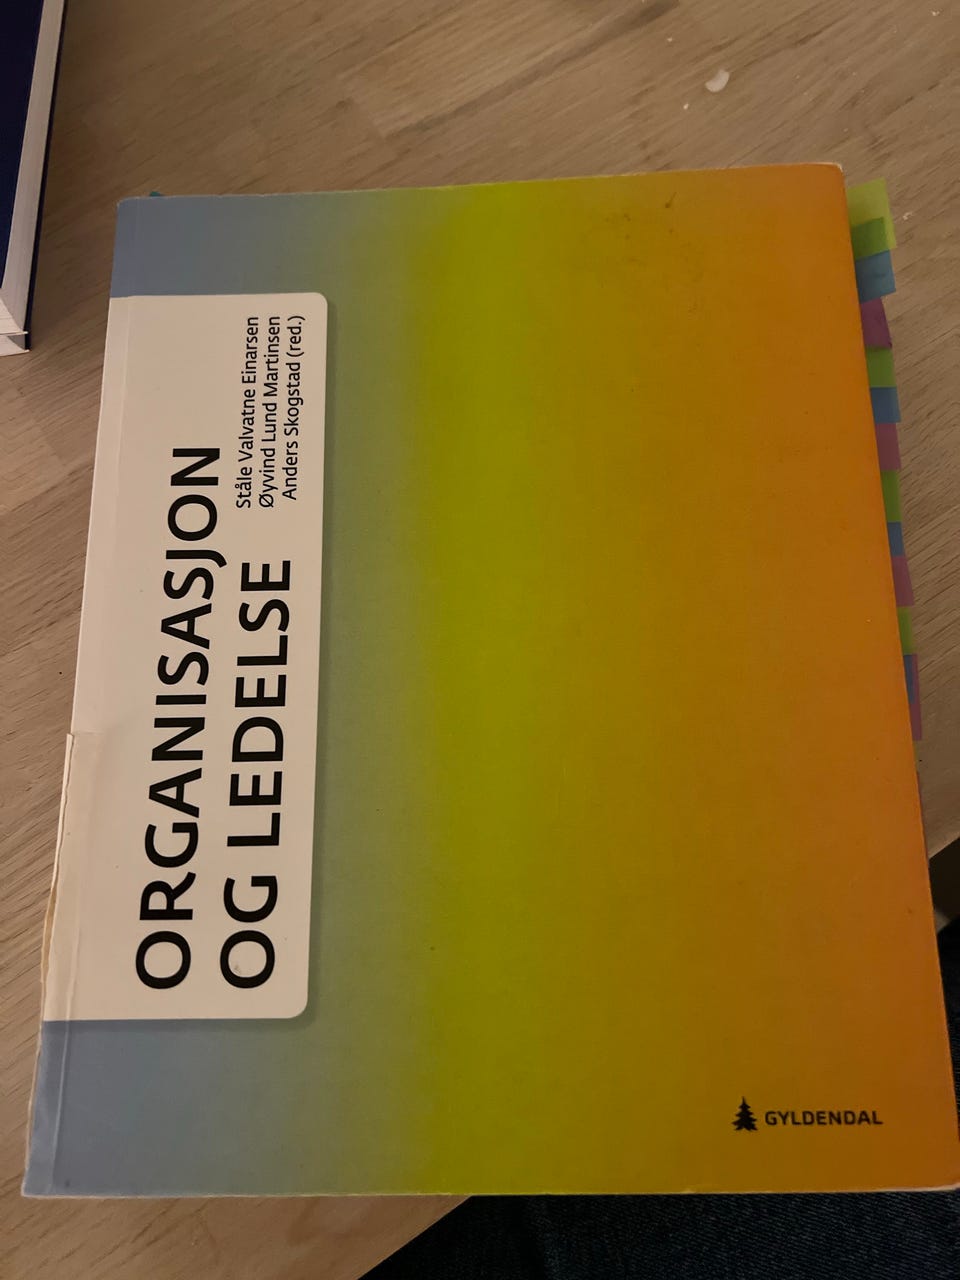 ORGANISASJON
OG LEDELSE
Ståle Valvatne Einarsen
Øyvind Lund Martinsen
Anders Skogstad (red.)
GYLDENDAL